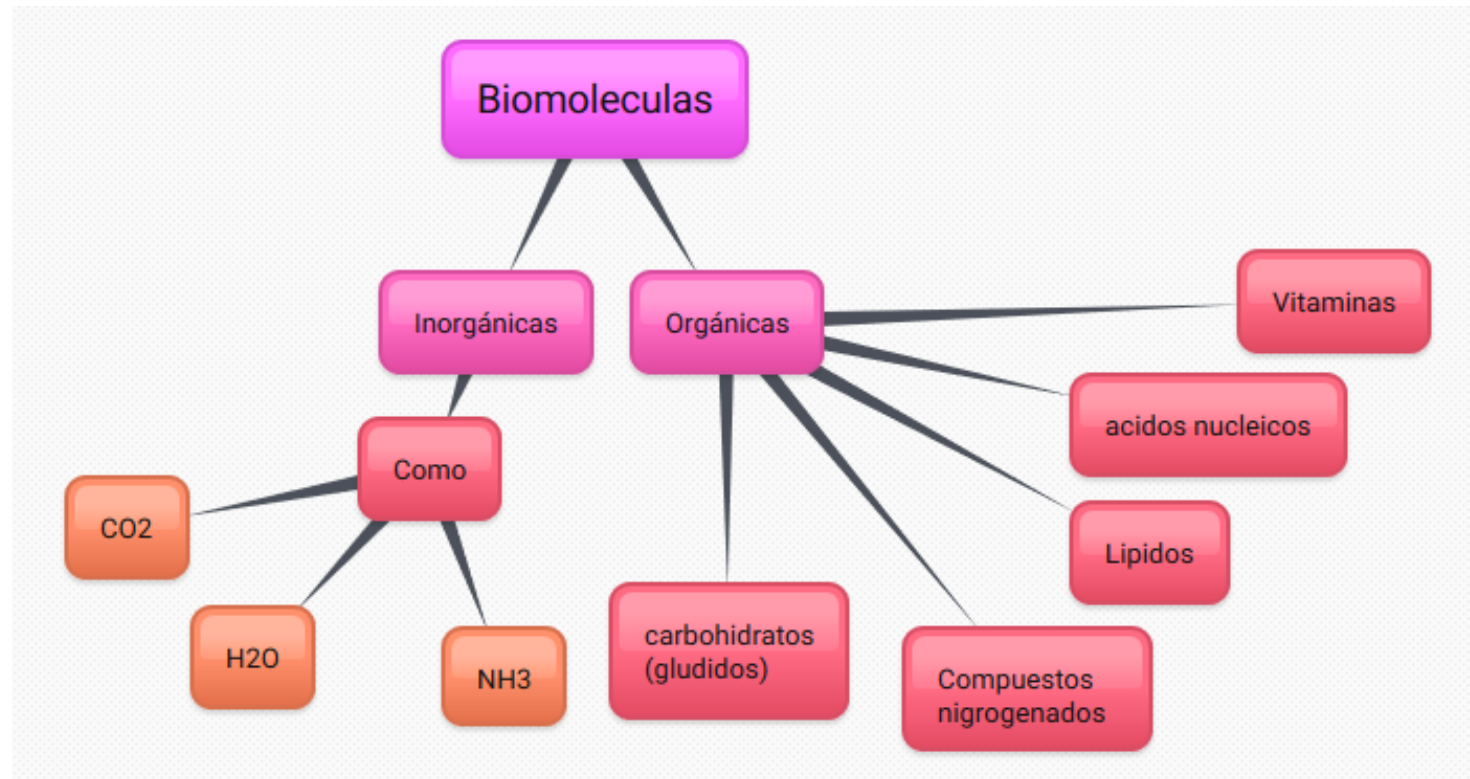 Biomoleculas
Inorgánicas
Orgánicas
Vitaminas
acidos nucleicos
Como
Lipidos
CO2
H2O
NH3
carbohidratos
(gludidos)
Compuestos
nigrogenados